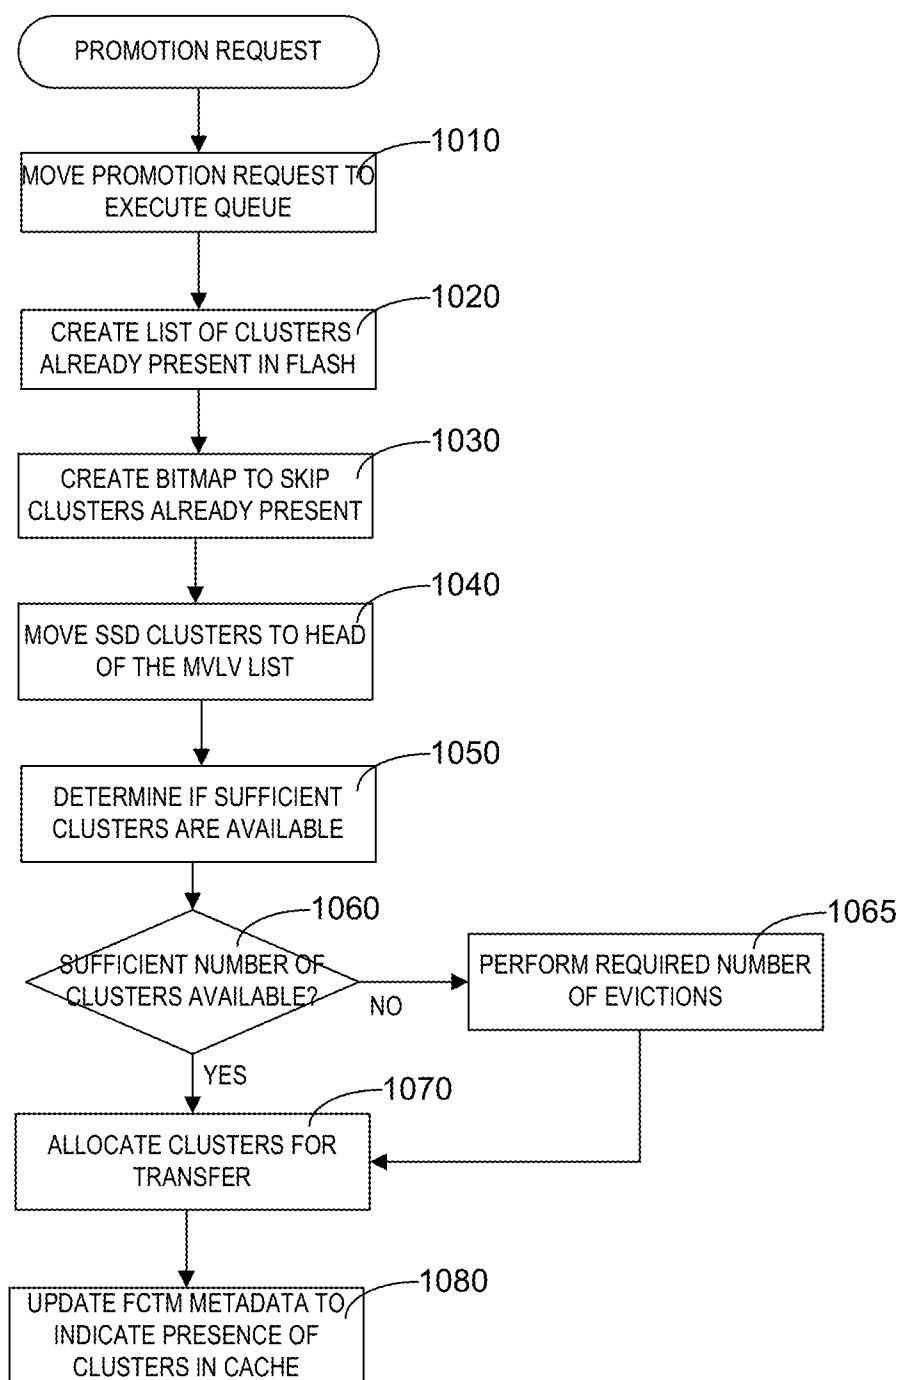 PROMOTION REQUEST
1010
MOVE PROMOTION REQUEST TO
EXECUTE QUEUE
1020
CREATE LIST OF CLUSTERS
ALREADY PRESENT IN FLASH
1030
CREATE BITMAP TO SKIP
CLUSTERS ALREADY PRESENT
1040
MOVE SSD CLUSTERS TO HEAD
OF THE MVLV LIST
1050
DETERMINE IF SUFFICIENT
CLUSTERS ARE AVAILABLE
1060
SUFFICIENT NUMBER OF
CLUSTERS AVAILABLE?
NO
1065
PERFORM REQUIRED NUMBER
OF EVICTIONS
YES
1070
ALLOCATE CLUSTERS FOR
TRANSFER
1080
UPDATE FCTM METADATA TO
INDICATE PRESENCE OF
CLUSTERS IN CACHE